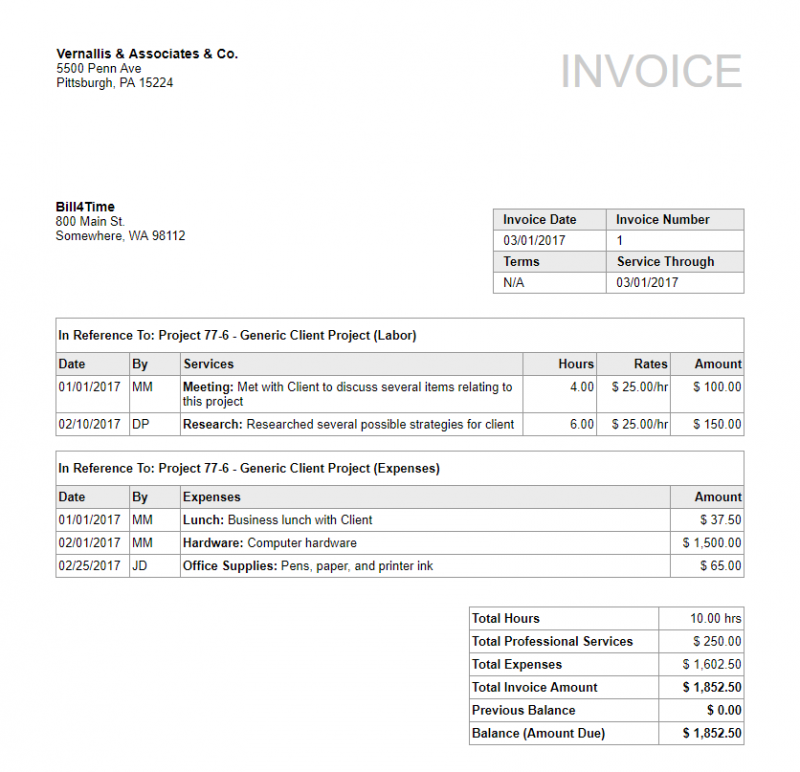 Vernallis & Associates & Co.
5500 Penn Ave
Pittsburgh, PA 15224
INVOICE
Bill4Time
800 Main St.
Somewhere, WA 98112
Invoice Date Invoice Number
03/01/2017 1
Terms Service Through
N/A 03/01/2017
In Reference To: Project 77-6 - Generic Client Project (Labor)
Date By Services Hours Rates Amount
01/01/2017 MM Meeting: Met with Client to discuss several items relating to 4.00 $ 25.00/hr $ 100.00
this project
02/10/2017 DP Research: Researched several possible strategies for client 6.00 $ 25.00/hr $ 150.00
In Reference To: Project 77-6 - Generic Client Project (Expenses)
Date By Expenses Amount
01/01/2017 MM Lunch: Business lunch with Client $ 37.50
02/01/2017 MM Hardware: Computer hardware $ 1,500.00
02/25/2017 JD Office Supplies: Pens, paper, and printer ink $ 65.00
Total Hours 10.00 hrs
Total Professional Services $ 250.00
Total Expenses $ 1,602.50
Total Invoice Amount $ 1,852.50
Previous Balance $ 0.00
Balance (Amount Due) $ 1,852.50